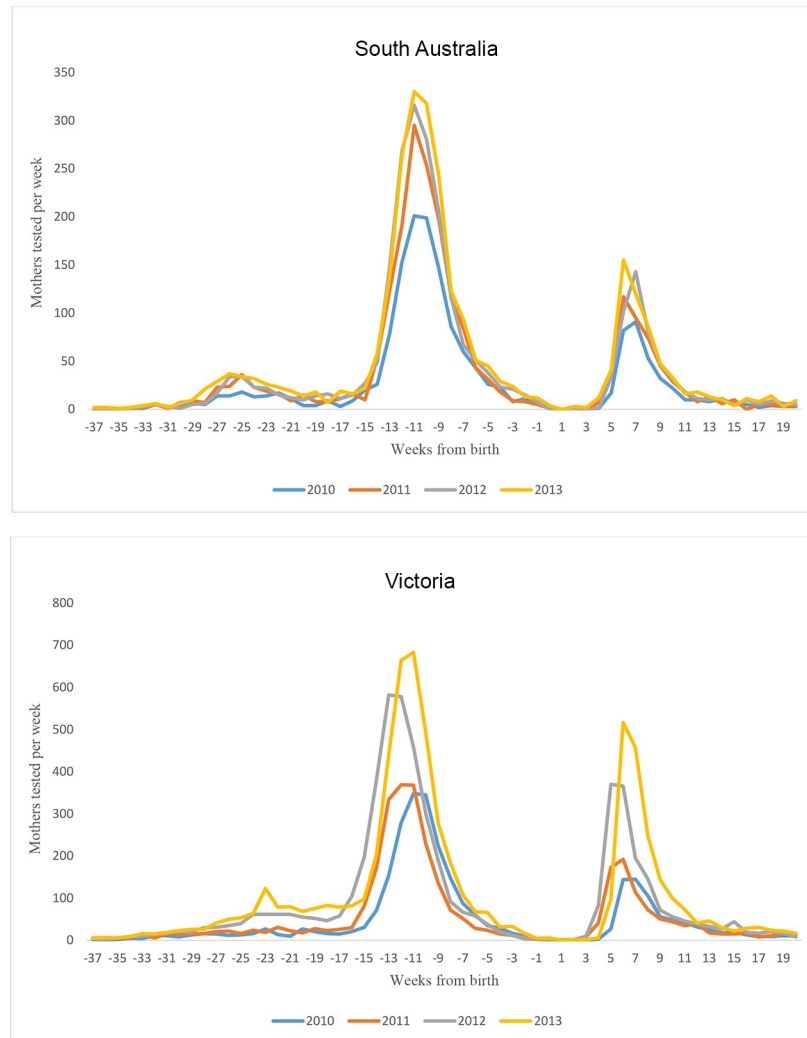 South Australia
350
300
250
200
150
100
50
0
Mothers tested per week
-37 -35 -33 -31 -29 -27 -25 -23 -21 -19 -17 -15 -13 -11 -9 -7 -5 -3 -1 1 3 5 7 9 11 13 15 17 19
Weeks from birth
2010 2011 2012 2013
Victoria
800
700
600
500
400
300
200
100
0
Mothers tested per week
-37 -35 -33 -31 -29 -27 -25 -23 -21 -19 -17 -15 -13 -11 -9 -7 -5 -3 -1 1 3 5 7 9 11 13 15 17 19
Weeks from birth
2010 2011 2012 2013